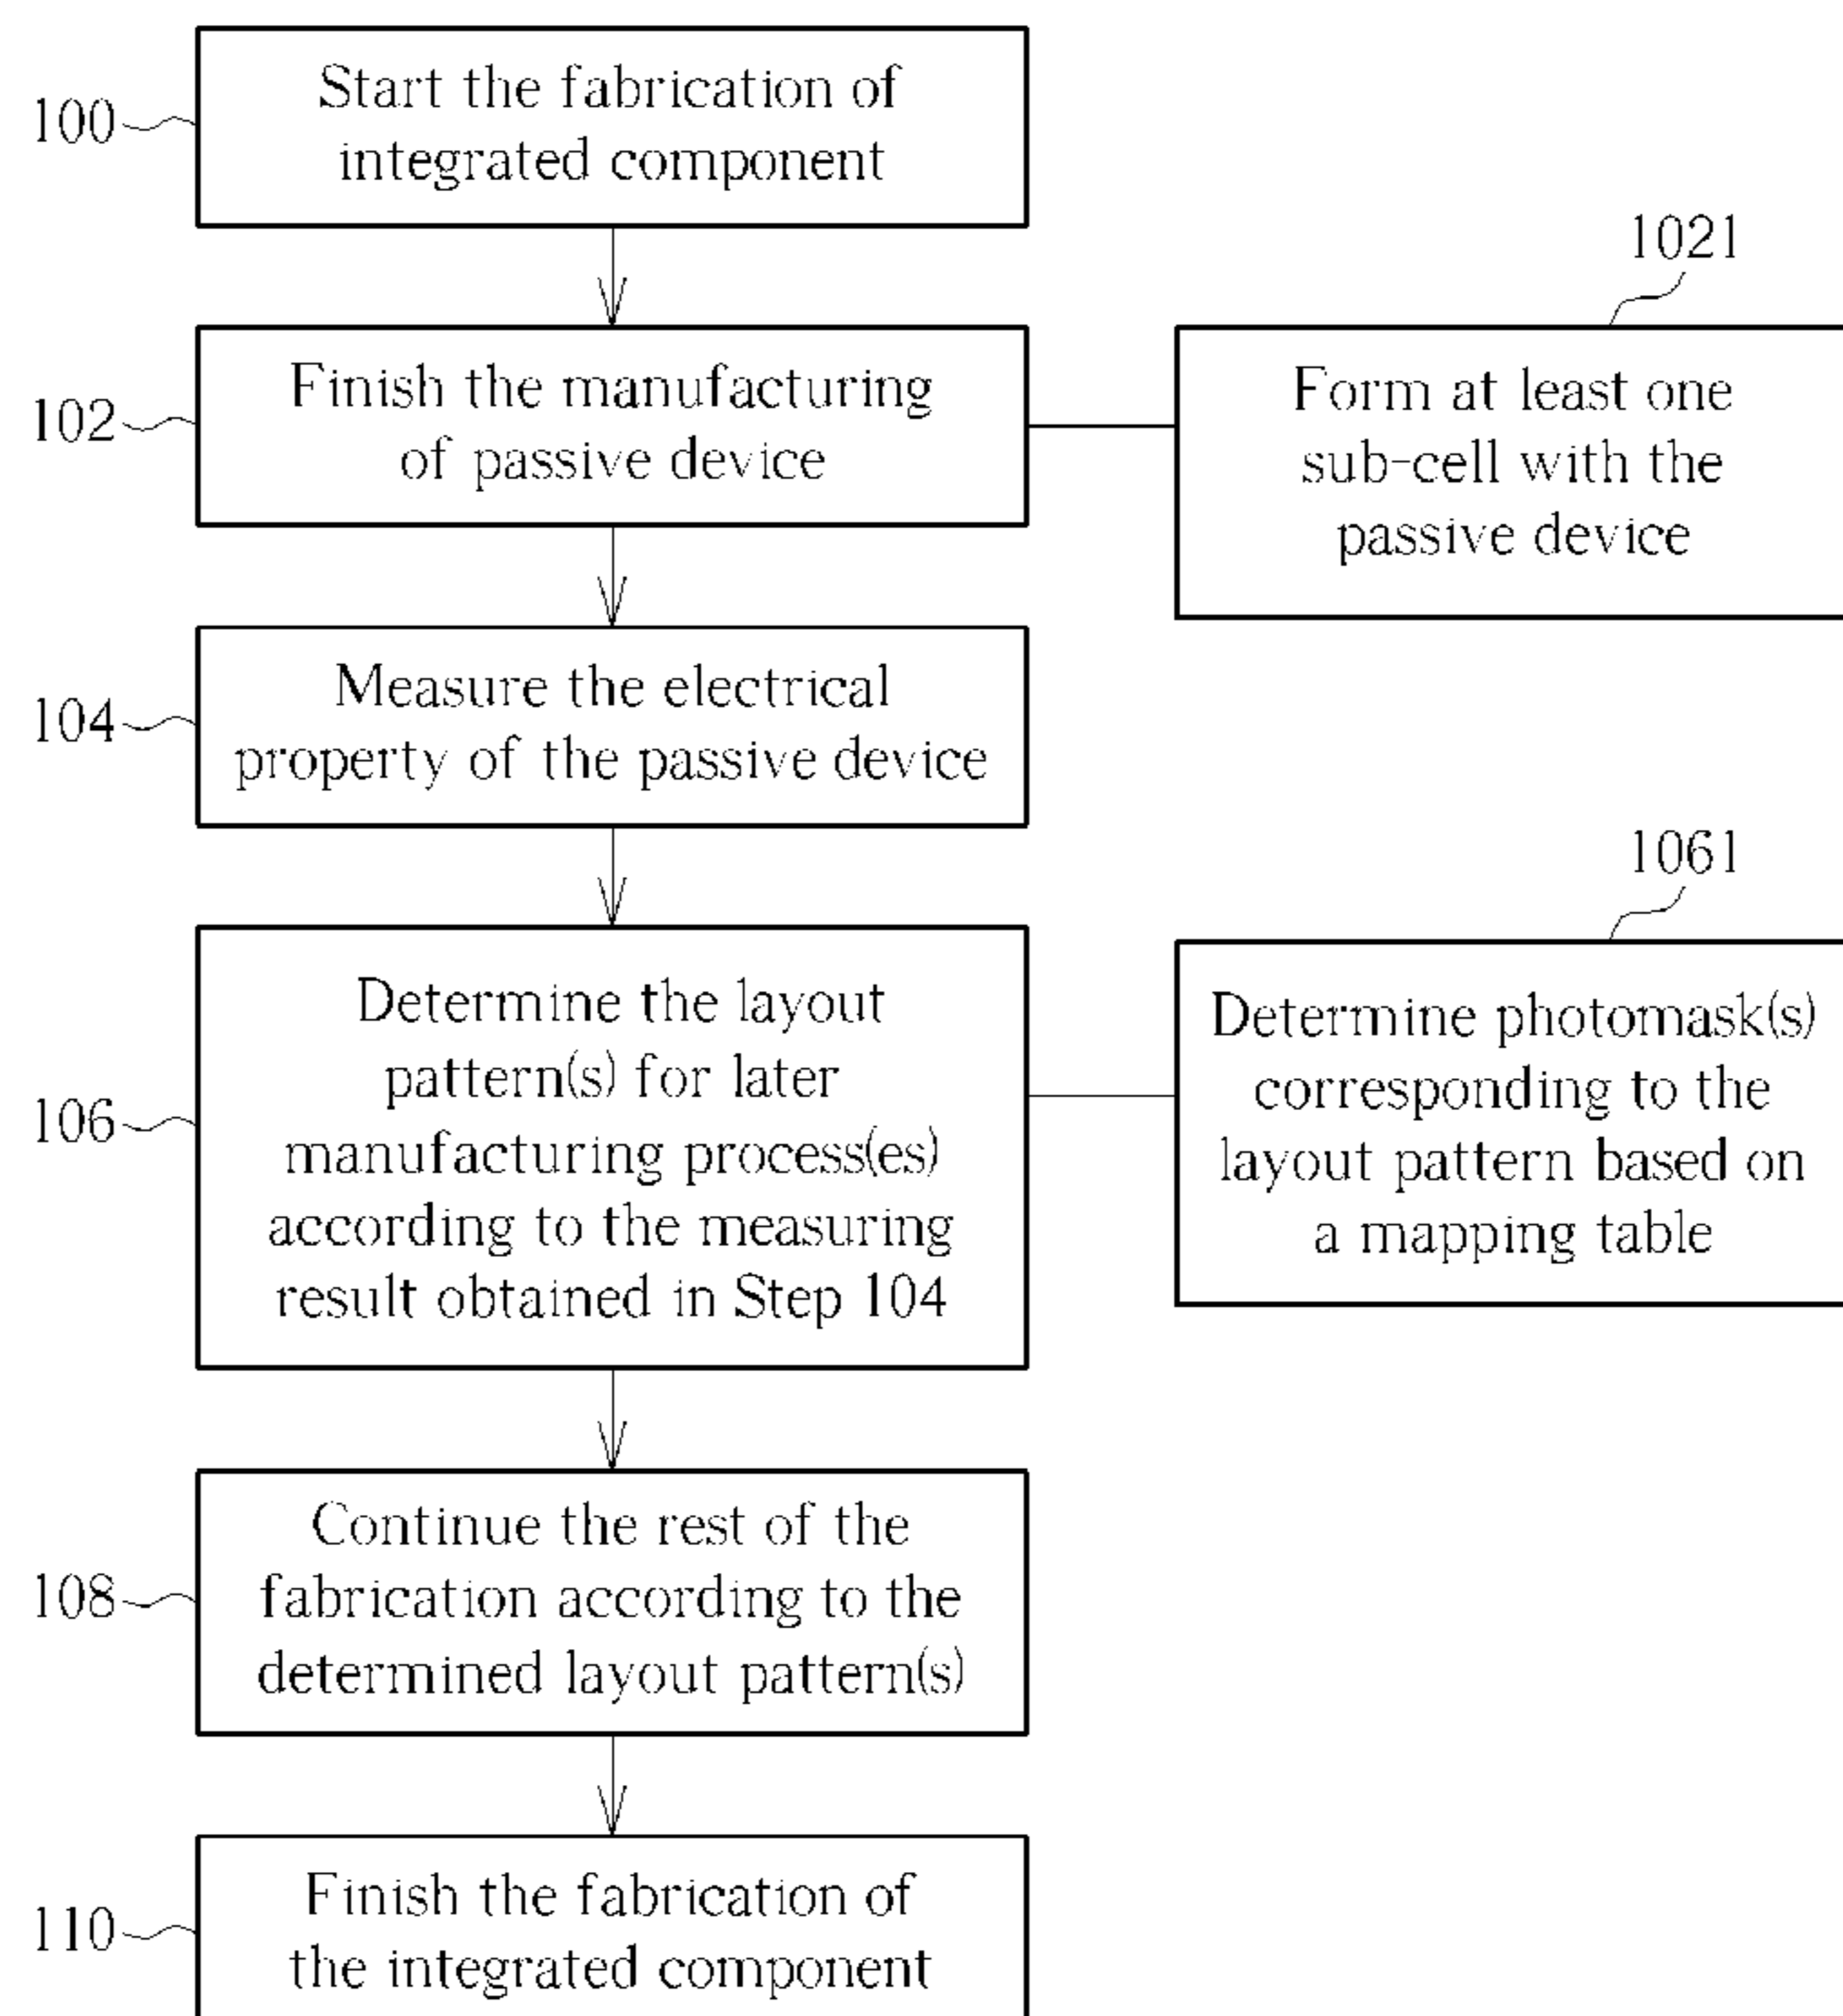 100
Start the fabrication of
integrated component
1021
102
Finish the manufacturing
of passive device
Form at least one
sub-cell with the
passive device
104
Measure the electrical
property of the passive device
1061
106
Determine the layout
pattern(s) for later
manufacturing process(es)
according to the measuring
result obtained in Step 104
Determine photomask(s)
corresponding to the
layout pattern based on
a mapping table
108
Continue the rest of the
fabrication according to the
determined layout pattern(s)
110
Finish the fabrication of
the integrated component